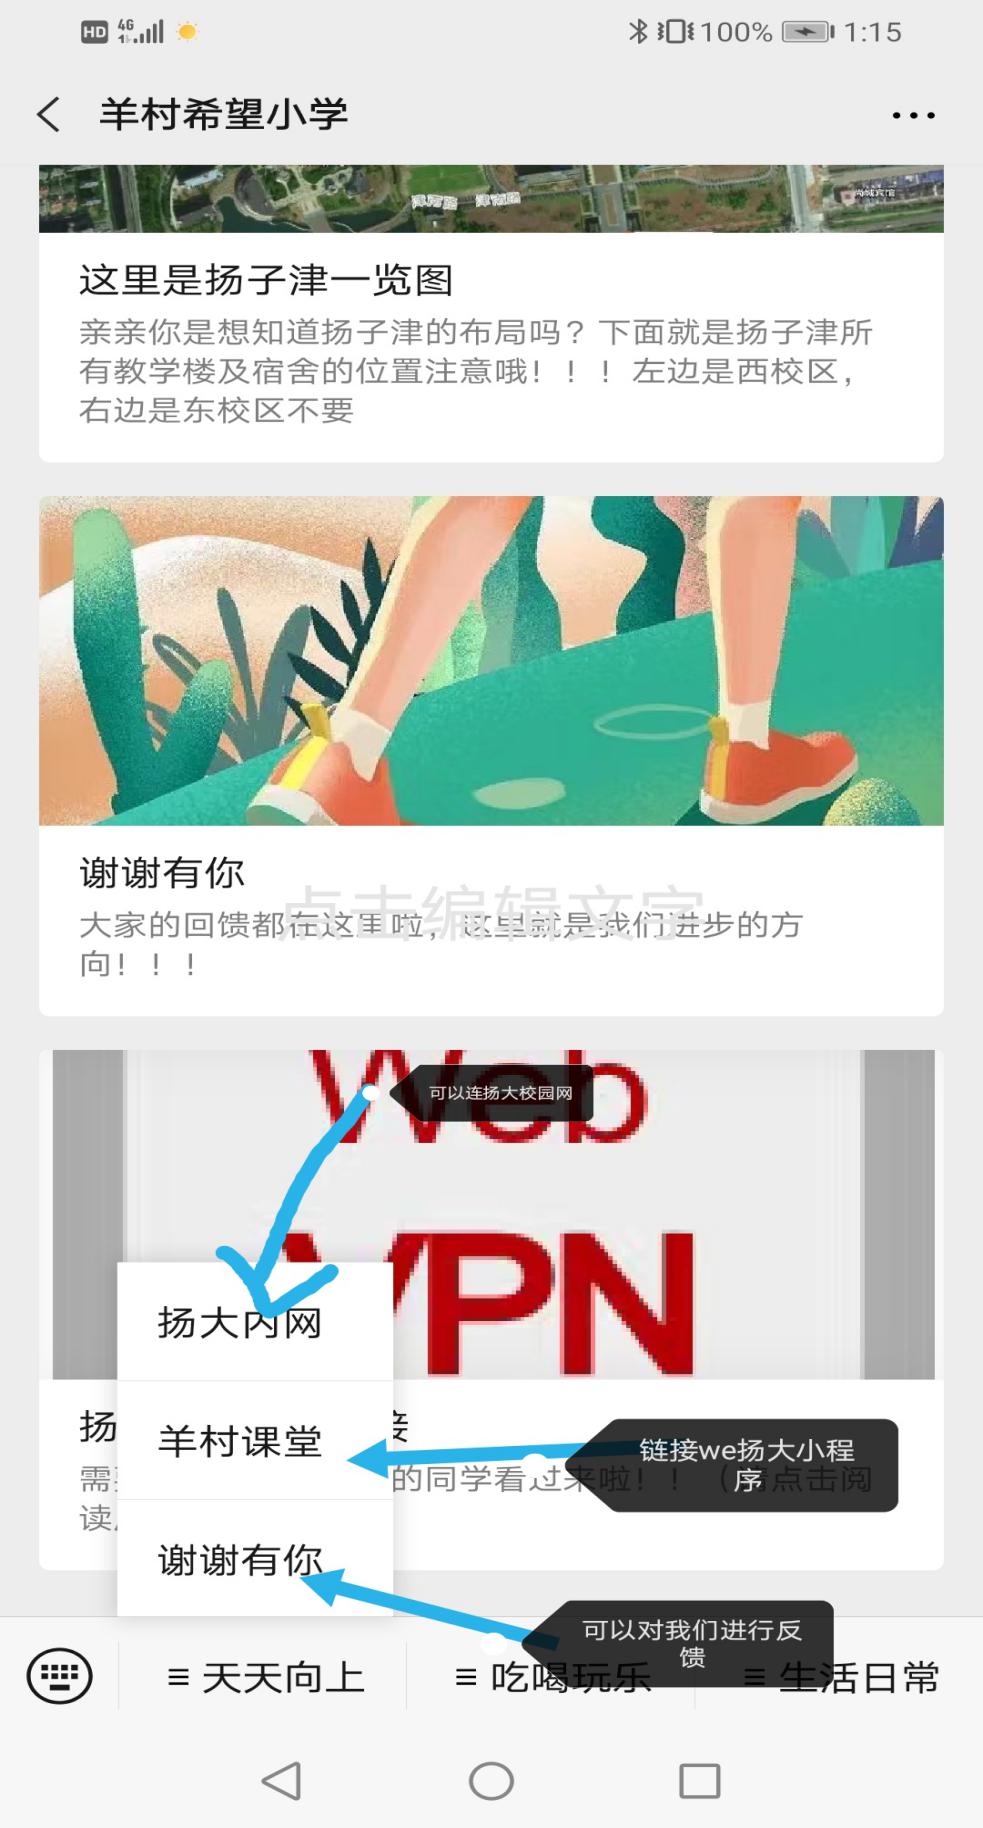 HD 4G 100% 1:15
羊村希望小学
这里是扬子津一览图
亲亲你是想知道扬子津的布局吗？下面就是扬子津所
有教学楼及宿舍的位置注意哦！！！左边是西校区，
右边是东校区不要
谢谢有你
点击编辑文字
大家的回馈都在这里啦，这里就是我们进步的方
向！！！
Web
可以连扬大校园网
VPN
扬大内网
扬
接
羊村课堂
链接we扬大小程
序
需
的同学看过来啦！！（请点击阅
读
谢谢有你
可以对我们进行反
馈
天天向上
吃喝玩乐
生活日常